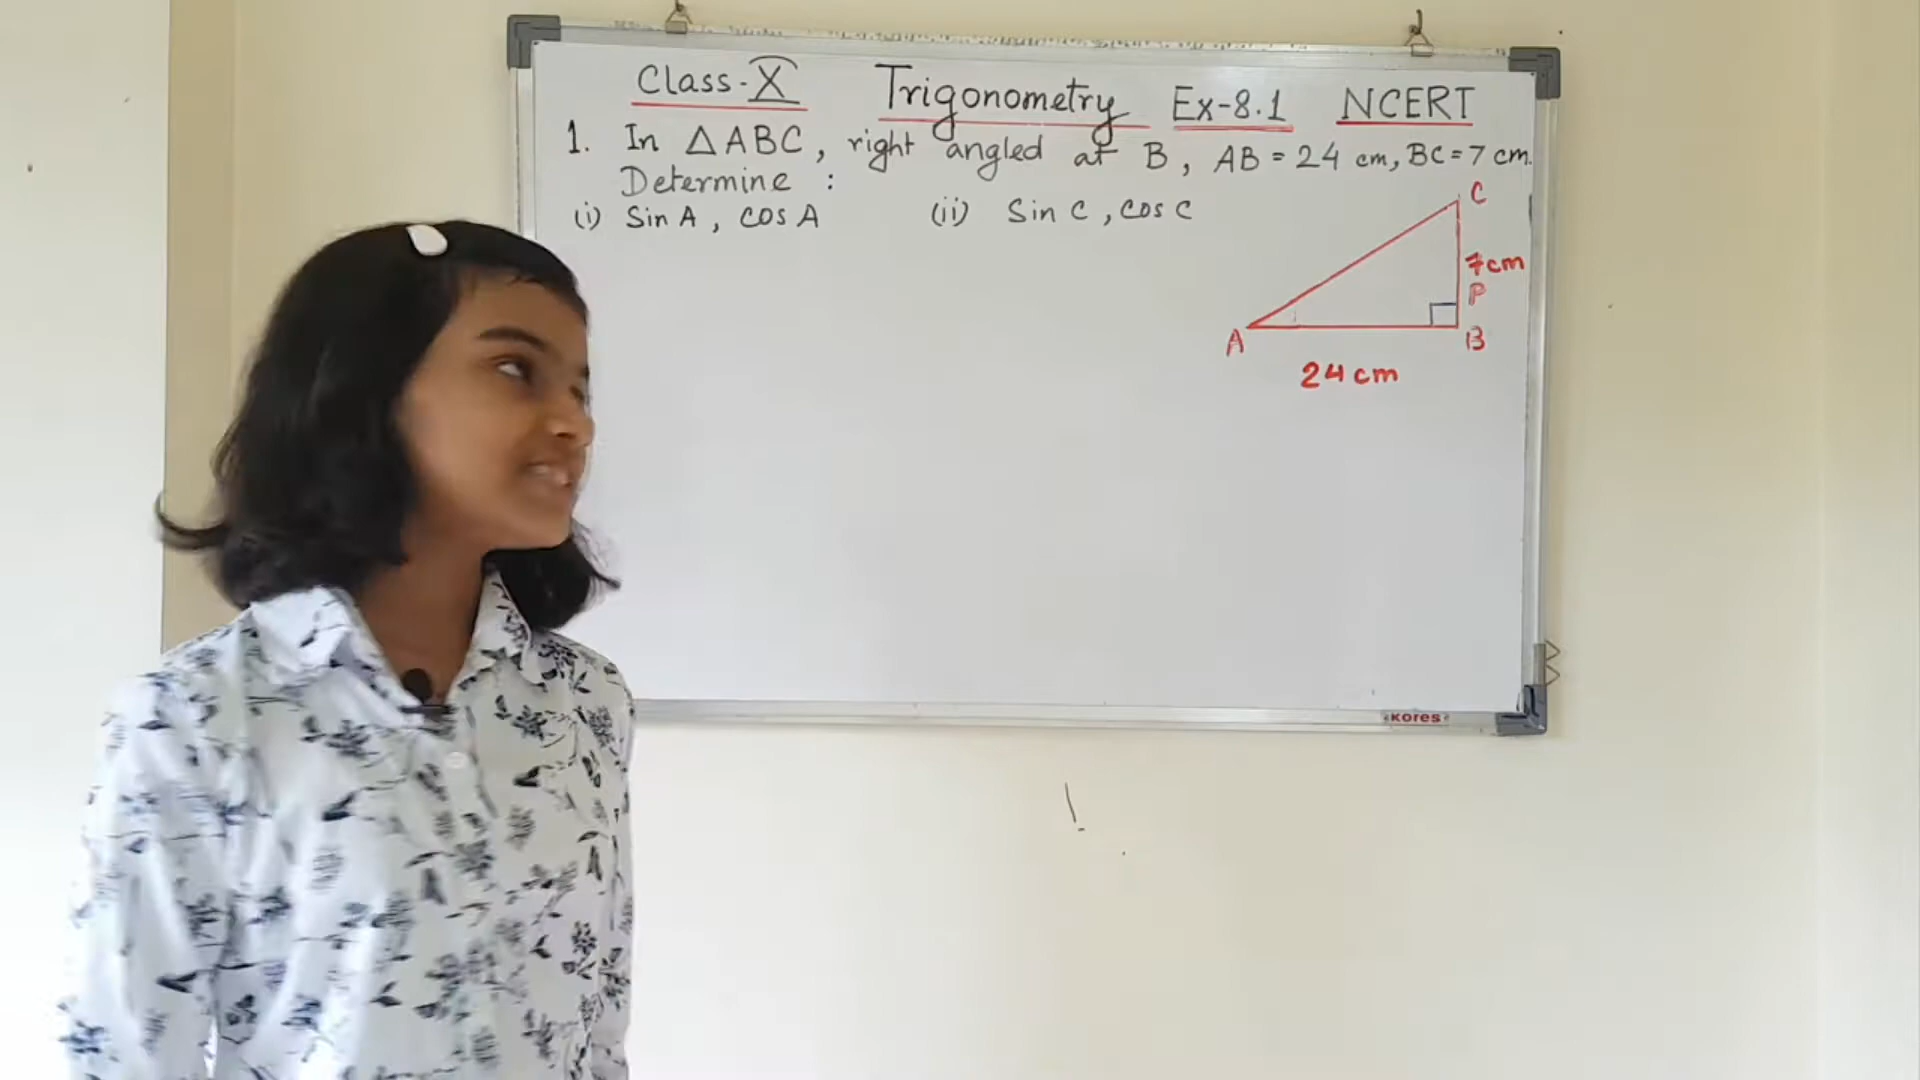 Class-X Trigonometry Ex-8.1 NCERT
1. In △ABC, right angled at B, AB = 24 cm, BC = 7 cm.
Determine :
(i) Sin A, cos A (ii) Sin C, Cos C
C
7cm
P
A
B
24 cm
Kores